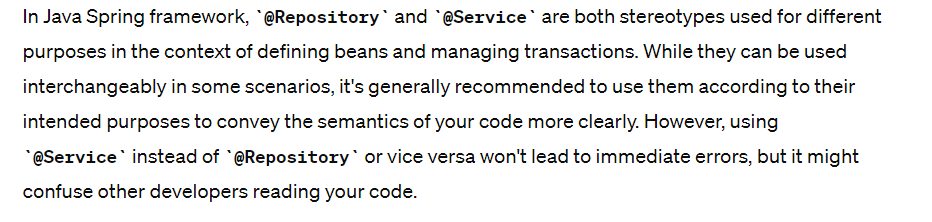 In Java Spring framework, `@Repository` and `@Service` are both stereotypes used for different
purposes in the context of defining beans and managing transactions. While they can be used
interchangeably in some scenarios, it's generally recommended to use them according to their
intended purposes to convey the semantics of your code more clearly. However, using
`@Service` instead of `@Repository` or vice versa won't lead to immediate errors, but it might
confuse other developers reading your code.